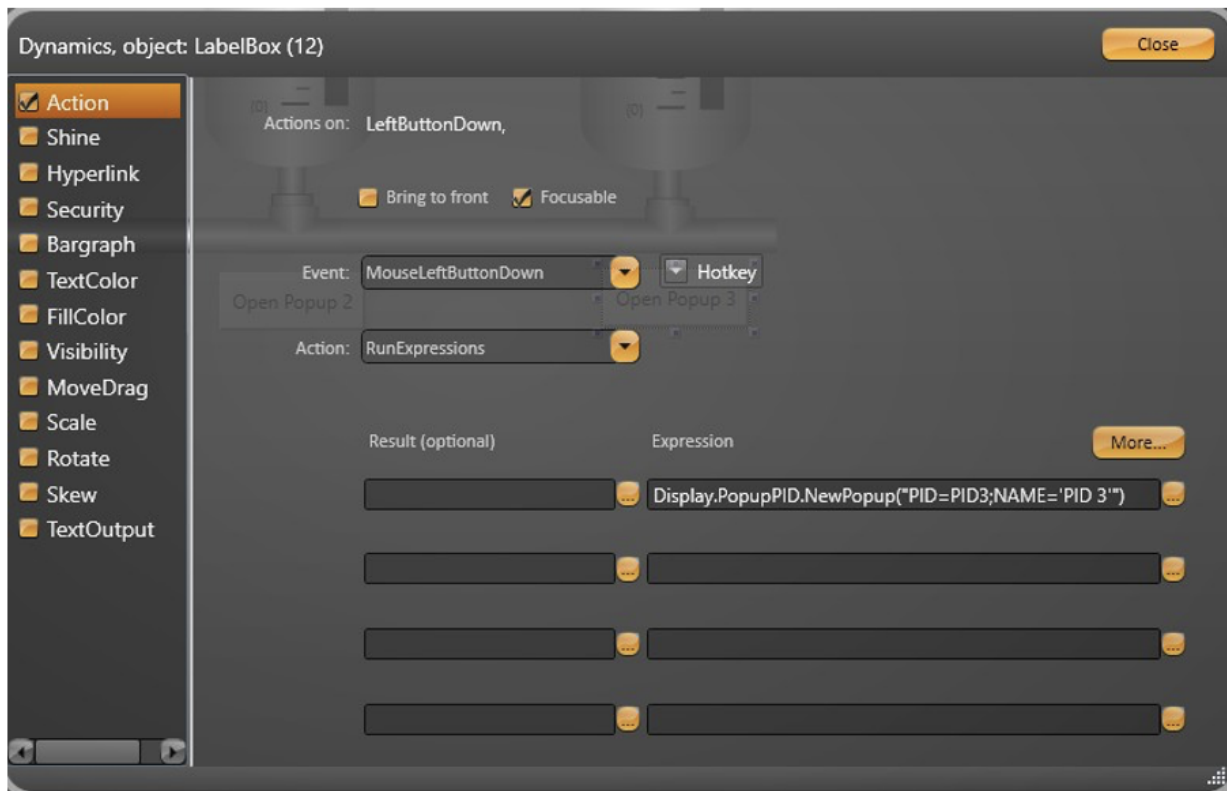 Dynamics, object: LabelBox (12)
Close
Action
Shine
Hyperlink
Security
Bargraph
TextColor
FillColor
Visibility
MoveDrag
Scale
Rotate
Skew
TextOutput
(0)
(0)
Actions on: LeftButtonDown,
Bring to front
Focusable
Event: MouseLeftButtonDown
Hotkey
Open Popup 2
Open Popup 3
Action: RunExpressions
Result (optional)
Expression
More...
...
Display.PopupPID.NewPopup("PID=PID3;NAME='PID 3'")
...
...
...
...
...
...
...